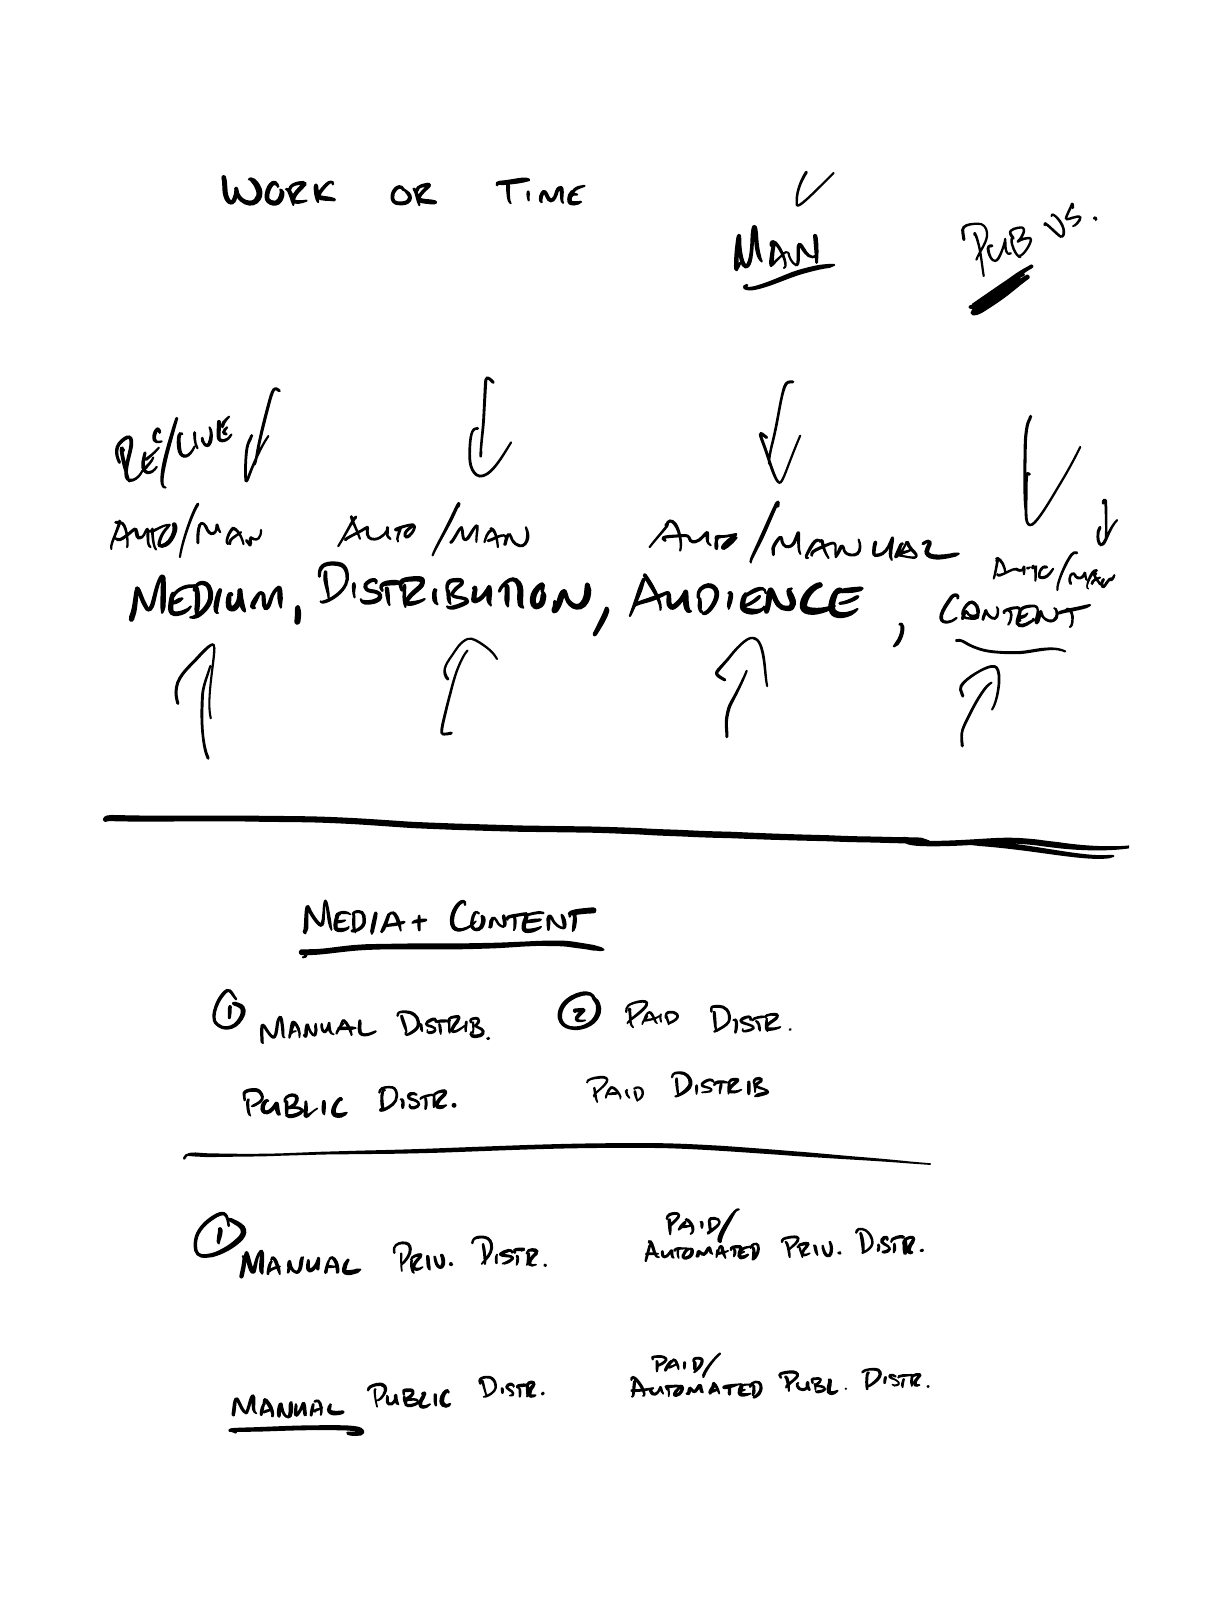 WORK OR TIME
MAN
PUB VS.
REC/LIVE
AUTO/MAN AUTO/MAN AUTO/MANUAL AUTO/MAN
MEDIUM, DISTRIBUTION, AUDIENCE, CONTENT
MEDIA + CONTENT
1 MANUAL DISTRIB. 2 PAID DISTR.
PUBLIC DISTR. PAID DISTRIB
PAID/
1 MANUAL PRIV. DISTR. AUTOMATED PRIV. DISTR.
PAID/
MANUAL PUBLIC DISTR. AUTOMATED PUBL. DISTR.